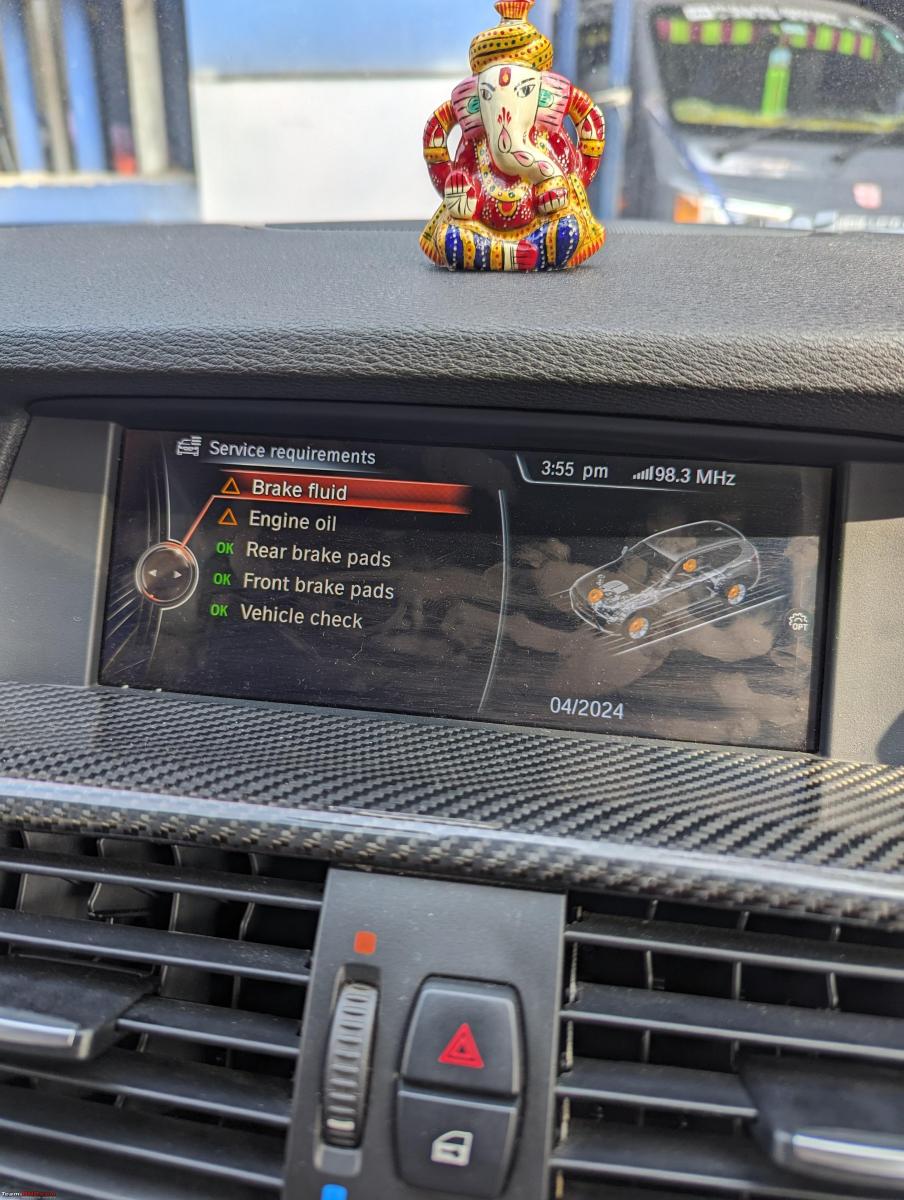 Service requirements
3:55 pm
98.3 MHz
Brake fluid
Engine oil
OK Rear brake pads
OK Front brake pads
OK Vehicle check
OPT
04/2024